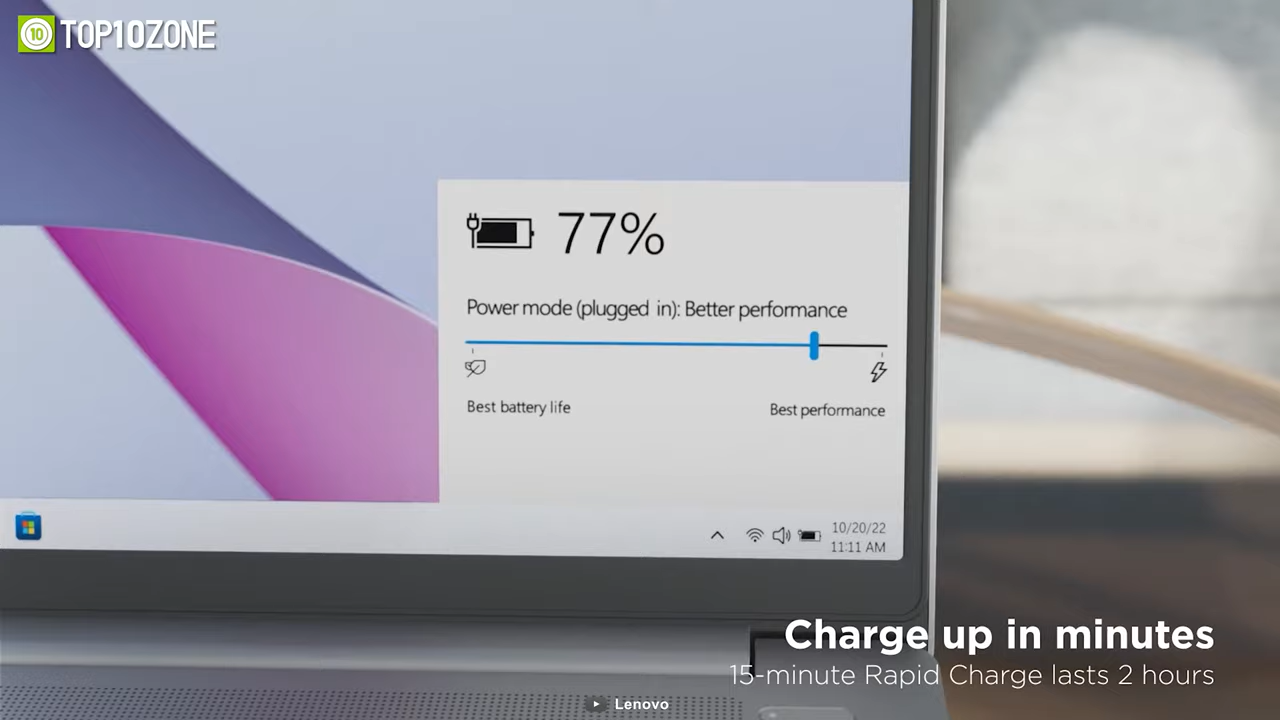 10 TOP10ZONE
77%
Power mode (plugged in): Better performance
Best battery life
Best performance
10/20/22
11:11 AM
Charge up in minutes
15-minute Rapid Charge lasts 2 hours
Lenovo